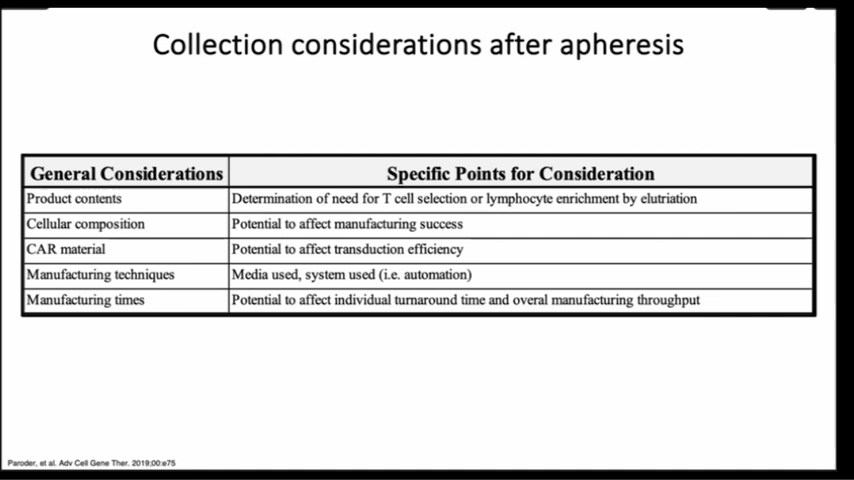 Collection considerations after apheresis
General Considerations Specific Points for Consideration
Product contents Determination of need for T cell selection or lymphocyte enrichment by elutriation
Cellular composition Potential to affect manufacturing success
CAR material Potential to affect transduction efficiency
Manufacturing techniques Media used, system used (i.e. automation)
Manufacturing times Potential to affect individual turnaround time and overal manufacturing throughput
Paroder, et al. Adv Cell Gene Ther. 2019;00:e75